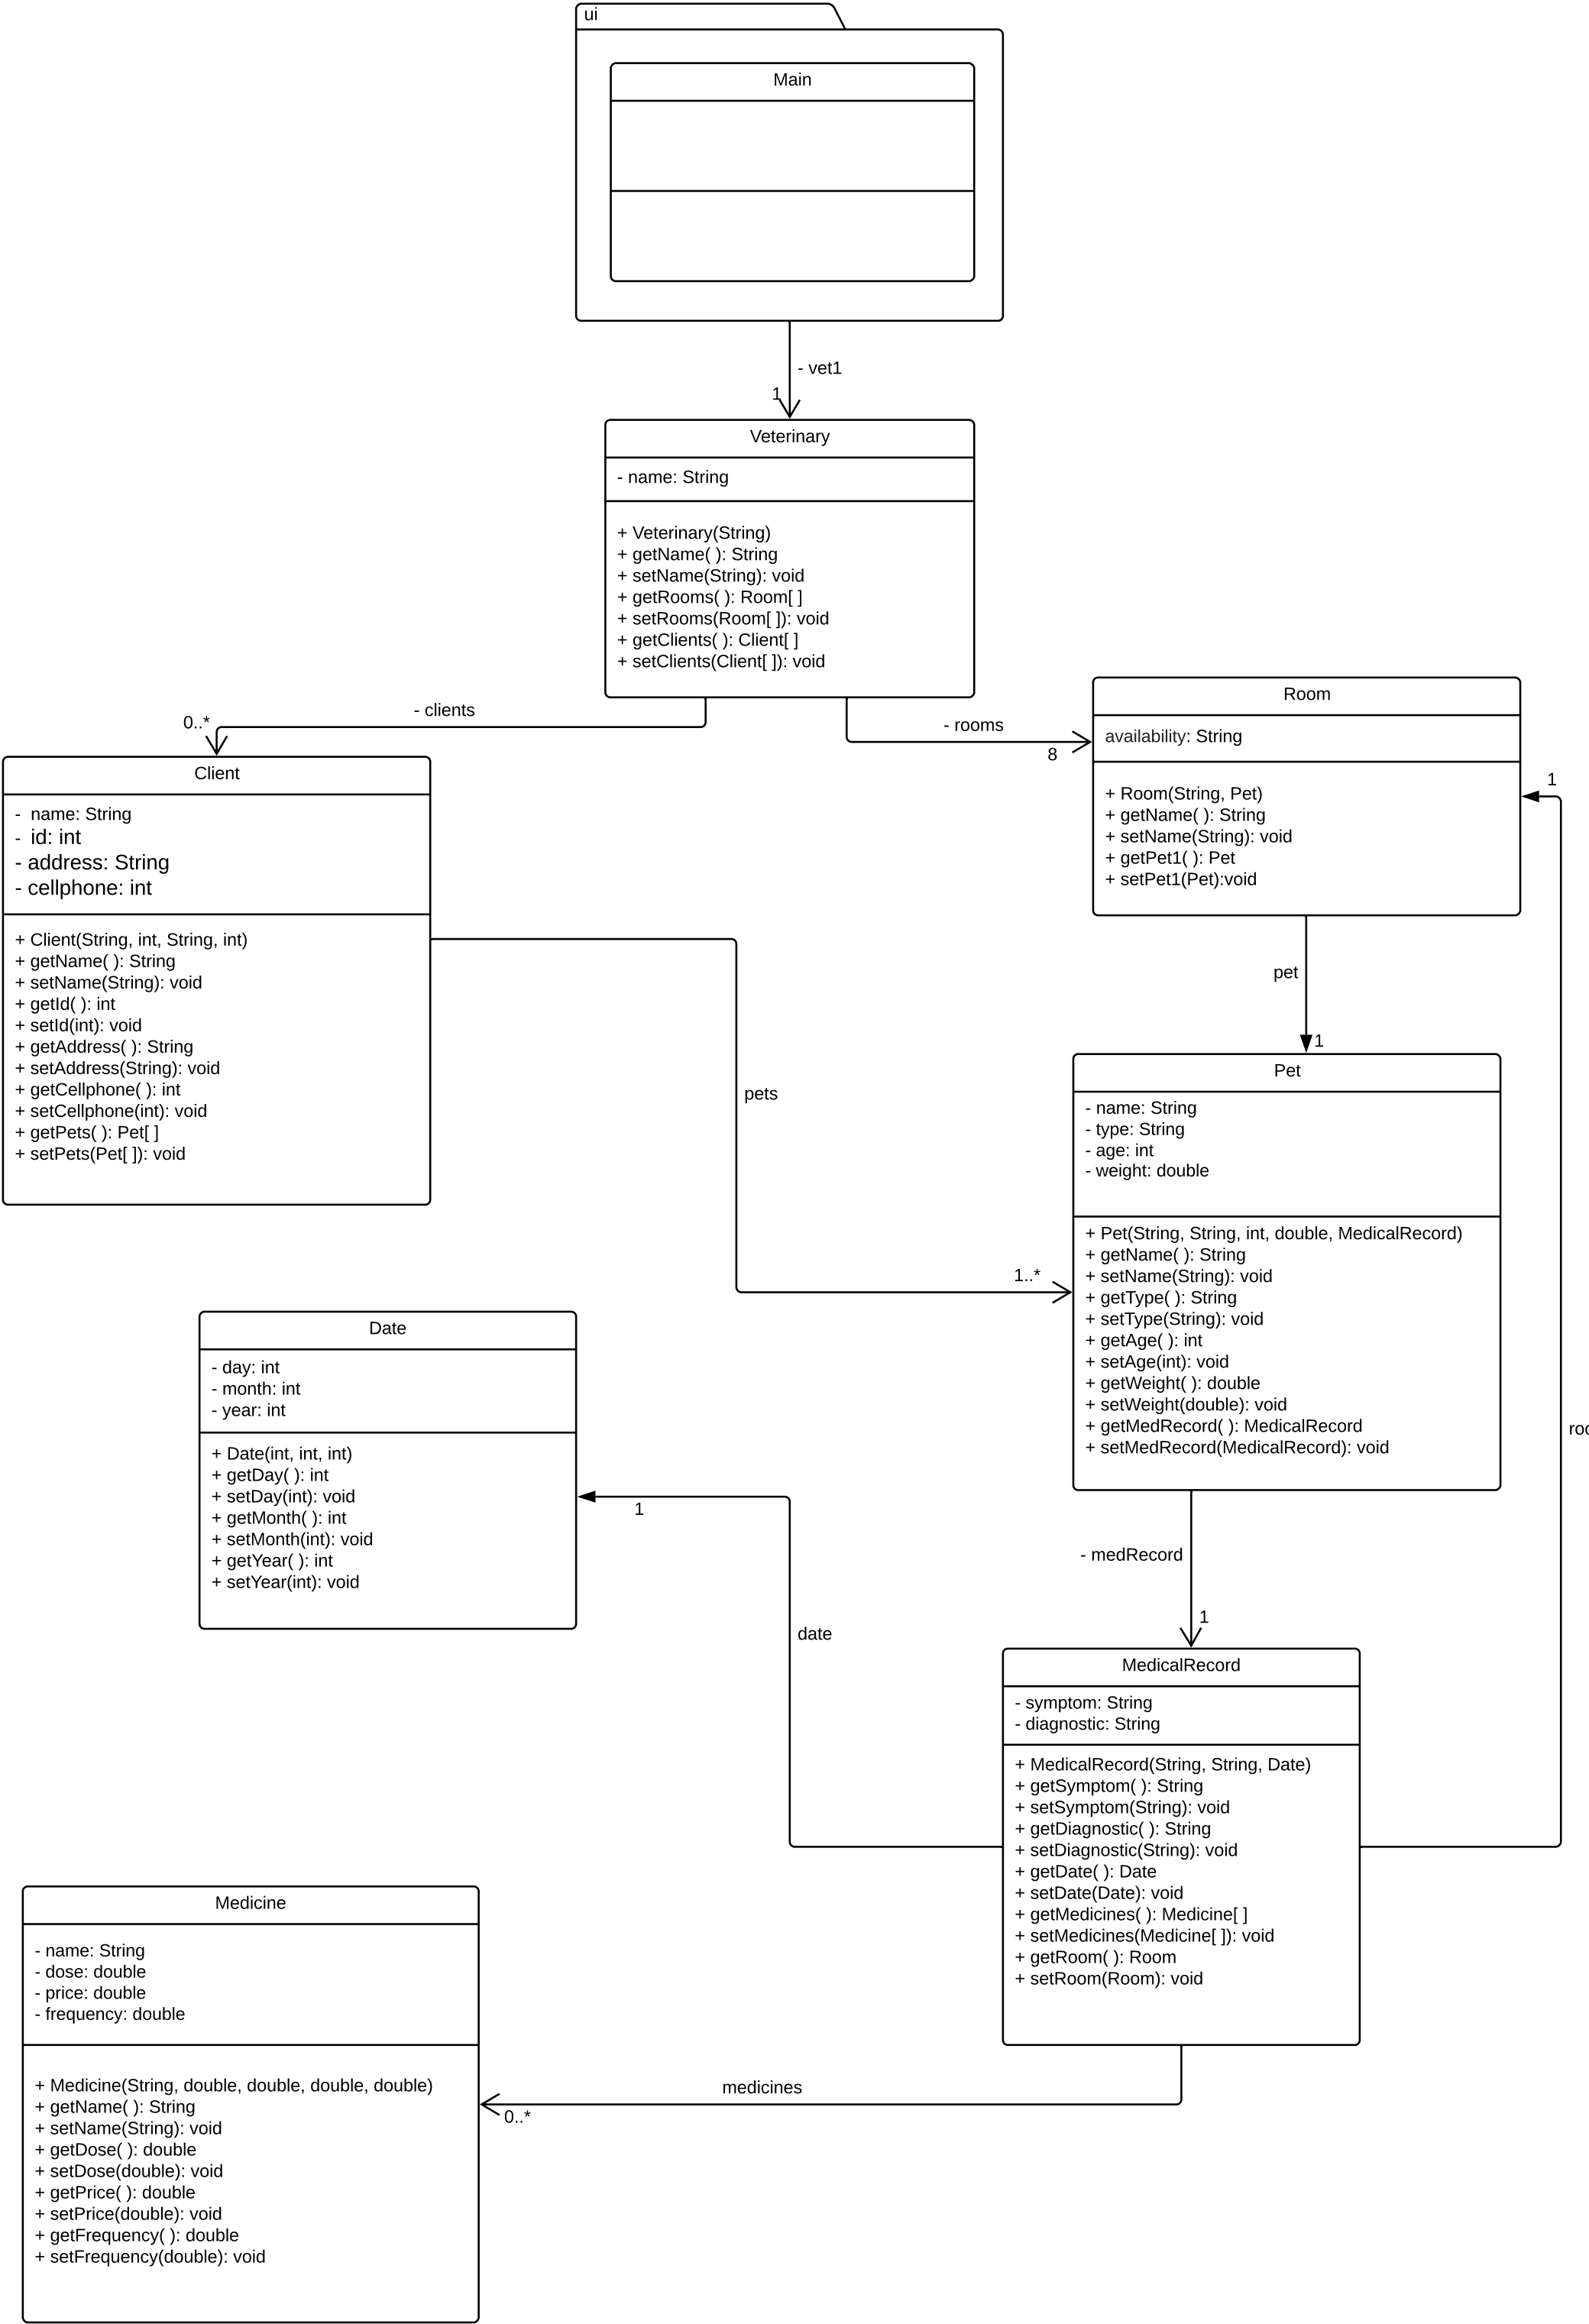 ui
Main
- vet1
1
Veterinary
- name: String
+ Veterinary(String)
+ getName( ): String
+ setName(String): void
+ getRooms( ): Room[ ]
+ setRooms(Room[ ]): void
+ getClients( ): Client[ ]
+ setClients(Client[ ]): void
- clients
0..*
- rooms
8
Room
availability: String
+ Room(String, Pet)
+ getName( ): String
+ setName(String): void
+ getPet1( ): Pet
+ setPet1(Pet):void
1
Client
- name: String
- id: int
- address: String
- cellphone: int
+ Client(String, int, String, int)
+ getName( ): String
+ setName(String): void
+ getId( ): int
+ setId(int): void
+ getAddress( ): String
+ setAddress(String): void
+ getCellphone( ): int
+ setCellphone(int): void
+ getPets( ): Pet[ ]
+ setPets(Pet[ ]): void
pet
1
pets
1..*
Pet
- name: String
- type: String
- age: int
- weight: double
+ Pet(String, String, int, double, MedicalRecord)
+ getName( ): String
+ setName(String): void
+ getType( ): String
+ setType(String): void
+ getAge( ): int
+ setAge(int): void
+ getWeight( ): double
+ setWeight(double): void
+ getMedRecord( ): MedicalRecord
+ setMedRecord(MedicalRecord): void
Date
- day: int
- month: int
- year: int
+ Date(int, int, int)
+ getDay( ): int
+ setDay(int): void
+ getMonth( ): int
+ setMonth(int): void
+ getYear( ): int
+ setYear(int): void
1
date
- medRecord
1
MedicalRecord
- symptom: String
- diagnostic: String
+ MedicalRecord(String, String, Date)
+ getSymptom( ): String
+ setSymptom(String): void
+ getDiagnostic( ): String
+ setDiagnostic(String): void
+ getDate( ): Date
+ setDate(Date): void
+ getMedicines( ): Medicine[ ]
+ setMedicines(Medicine[ ]): void
+ getRoom( ): Room
+ setRoom(Room): void
medicines
0..*
Medicine
- name: String
- dose: double
- price: double
- frequency: double
+ Medicine(String, double, double, double, double)
+ getName( ): String
+ setName(String): void
+ getDose( ): double
+ setDose(double): void
+ getPrice( ): double
+ setPrice(double): void
+ getFrequency( ): double
+ setFrequency(double): void